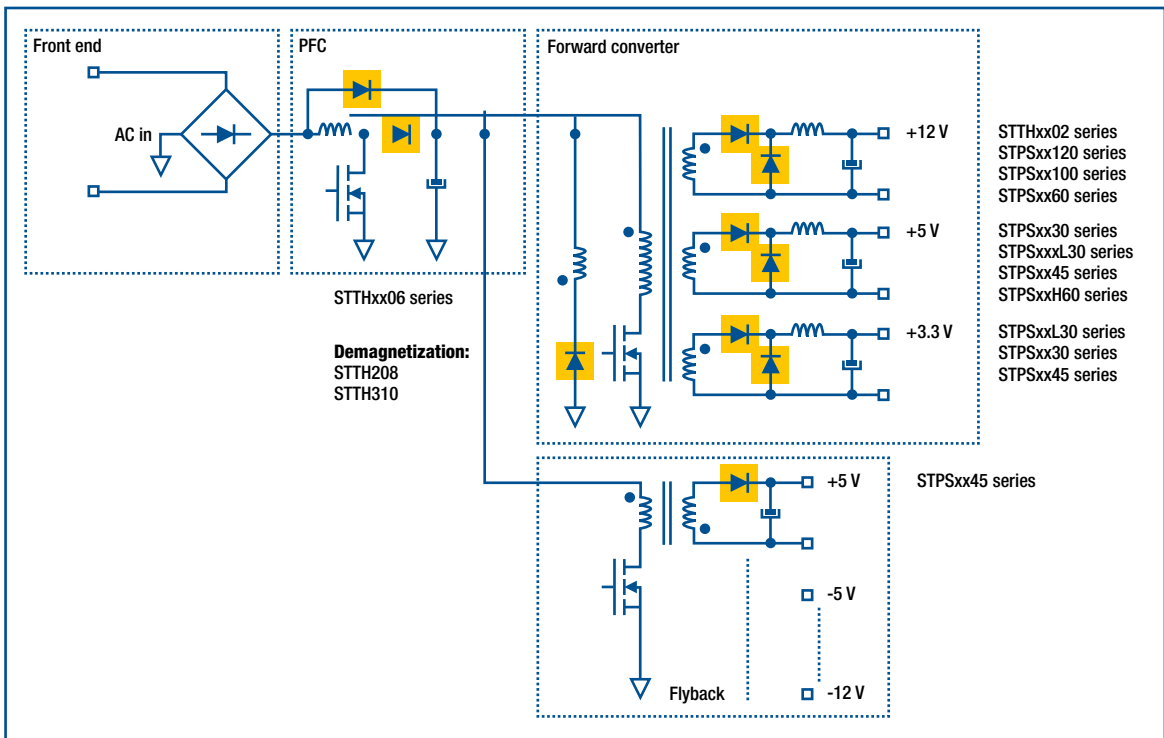 Front end
PFC
Forward converter
AC in
+12 V
STTHxx02 series
STPSxx120 series
STPSxx100 series
STPSxx60 series
+5 V
STPSxx30 series
STPSxxxL30 series
STPSxx45 series
STPSxxH60 series
+3.3 V
STPSxxL30 series
STPSxx30 series
STPSxx45 series
STTHxx06 series
Demagnetization:
STTH208
STTH310
+5 V
STPSxx45 series
-5 V
-12 V
Flyback